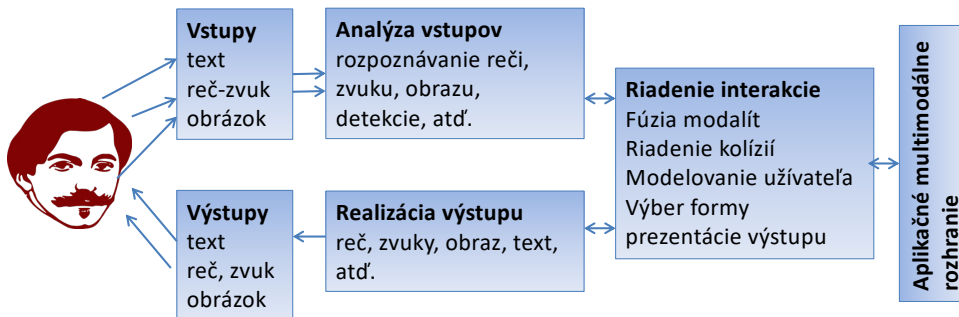 Vstupy
text
reč-zvuk
obrázok
Analýza vstupov
rozpoznávanie reči,
zvuku, obrazu,
detekcie, atď.
Riadenie interakcie
Fúzia modalít
Riadenie kolízií
Modelovanie užívateľa
Výber formy
prezentácie výstupu
Aplikačné multimodálne
rozhranie
Výstupy
text
reč, zvuk
obrázok
Realizácia výstupu
reč, zvuky, obraz, text,
atď.